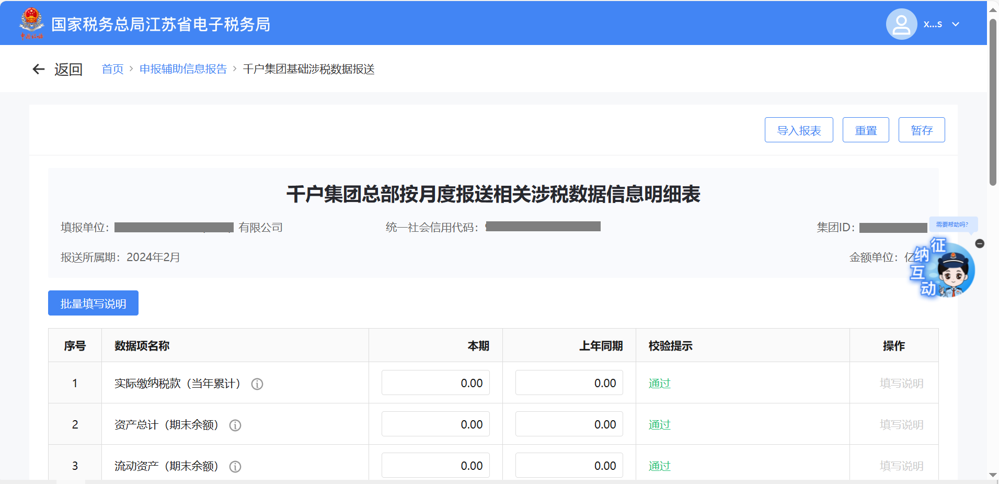 国家税务总局江苏省电子税务局
x...s
返回 首页 > 申报辅助信息报告 > 千户集团基础涉税数据报送
导入报表 重置 暂存
千户集团总部按月度报送相关涉税数据信息明细表
填报单位： 有限公司 统一社会信用代码： 集团ID：
需要帮助吗？
报送所属期：2024年2月 金额单位：亿
征纳互动
批量填写说明
序号 数据项名称 本期 上年同期 校验提示 操作
1 实际缴纳税款（当年累计） 0.00 0.00 通过 填写说明
2 资产总计（期末余额） 0.00 0.00 通过 填写说明
3 流动资产（期末余额） 0.00 0.00 通过 填写说明